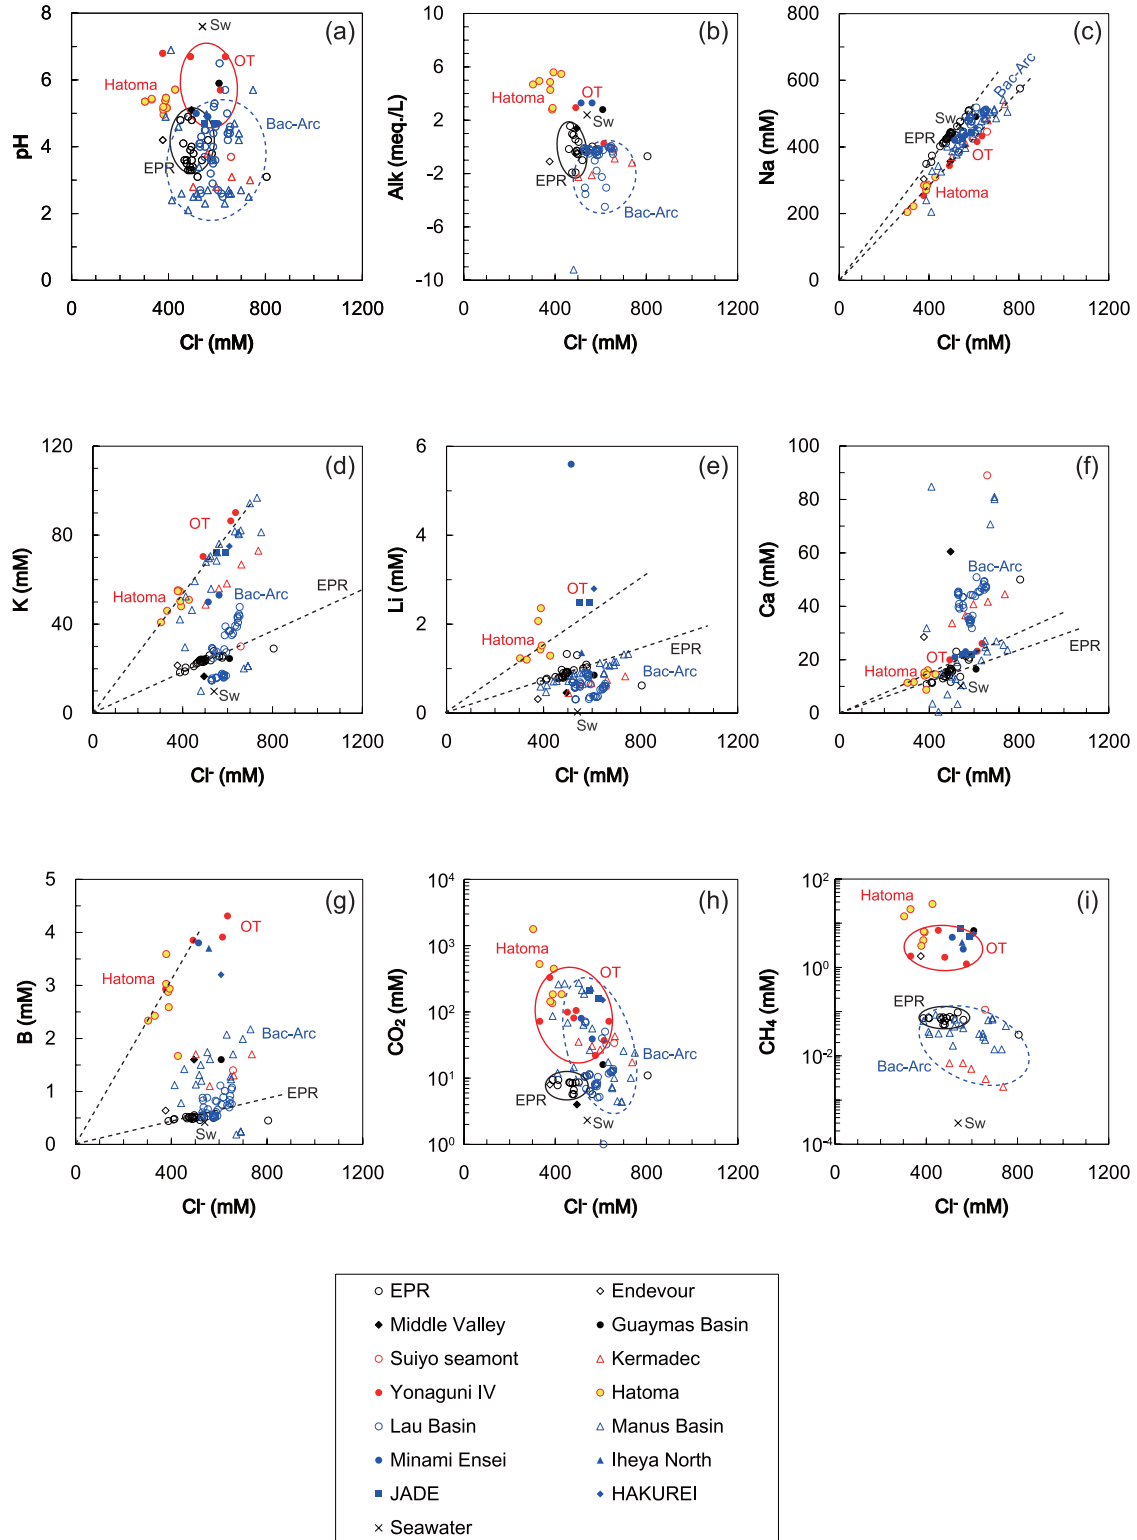 (a)
8
6
4
2
0
pH
Sw
OT
Hatoma
Bac-Arc
EPR
0 400 800 1200
Cl- (mM)
(b)
10
6
2
-2
-6
-10
Alk (meq./L)
Hatoma
OT
Sw
EPR
Bac-Arc
0 400 800 1200
Cl- (mM)
(c)
800
600
400
200
0
Na (mM)
Bac-Arc
Sw
EPR
OT
Hatoma
0 400 800 1200
Cl- (mM)
(d)
120
80
40
0
K (mM)
OT
Hatoma
Bac-Arc
EPR
Sw
0 400 800 1200
Cl- (mM)
(e)
6
4
2
0
Li (mM)
OT
Hatoma
EPR
Bac-Arc
Sw
0 400 800 1200
Cl- (mM)
(f)
100
80
60
40
20
0
Ca (mM)
Bac-Arc
Hatoma
OT
EPR
Sw
0 400 800 1200
Cl- (mM)
(g)
5
4
3
2
1
0
B (mM)
OT
Hatoma
Bac-Arc
EPR
Sw
0 400 800 1200
Cl- (mM)
(h)
10⁴
10³
10²
10¹
10⁰
CO₂ (mM)
Hatoma
OT
Bac-Arc
EPR
Sw
0 400 800 1200
Cl- (mM)
(i)
10²
10⁰
10⁻²
10⁻⁴
CH₄ (mM)
Hatoma
OT
EPR
Bac-Arc
Sw
0 400 800 1200
Cl- (mM)
EPR Endevour
Middle Valley Guaymas Basin
Suiyo seamont Kermadec
Yonaguni IV Hatoma
Lau Basin Manus Basin
Minami Ensei Iheya North
JADE HAKUREI
Seawater